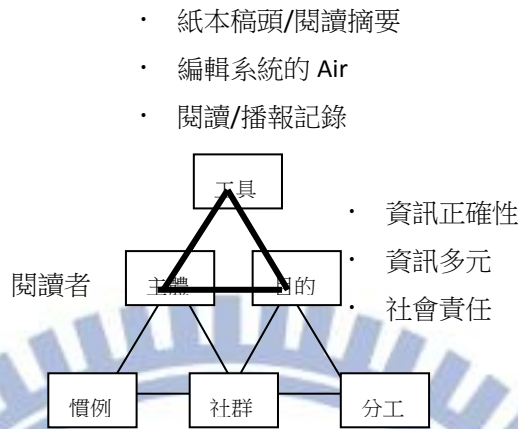 · 紙本稿頭/閱讀摘要
· 編輯系統的 Air
· 閱讀/播報記錄
工具
· 資訊正確性
· 資訊多元
· 社會責任
閱讀者
主體
目的
慣例
社群
分工